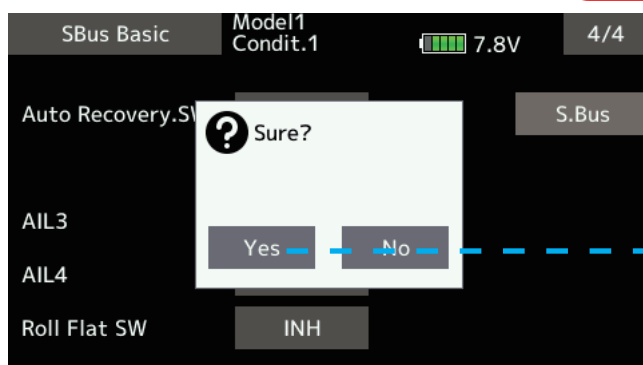 SBus Basic
Model1
Condit.1
7.8V
4/4
Auto Recovery.SW
S.Bus
? Sure?
AIL3
Yes
No
AIL4
Roll Flat SW
INH